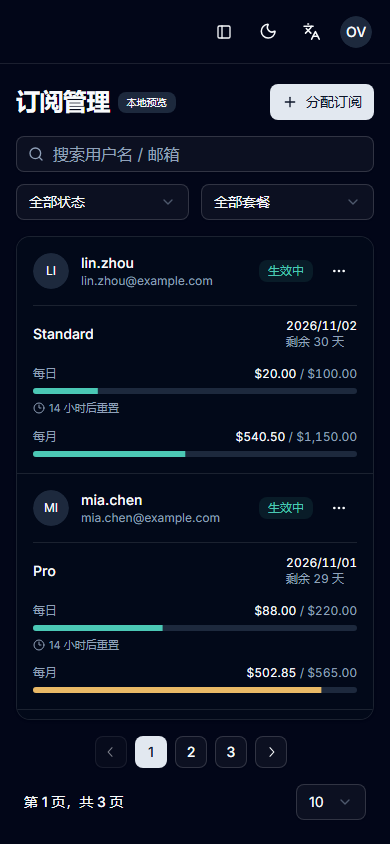 OV
订阅管理 本地预览
分配订阅
搜索用户名 / 邮箱
全部状态 全部套餐
LI lin.zhou 生效中
lin.zhou@example.com
Standard 2026/11/02
剩余 30 天
每日 $20.00 / $100.00
14 小时后重置
每月 $540.50 / $1,150.00
MI mia.chen 生效中
mia.chen@example.com
Pro 2026/11/01
剩余 29 天
每日 $88.00 / $220.00
14 小时后重置
每月 $502.85 / $565.00
1 2 3
第 1 页，共 3 页 10